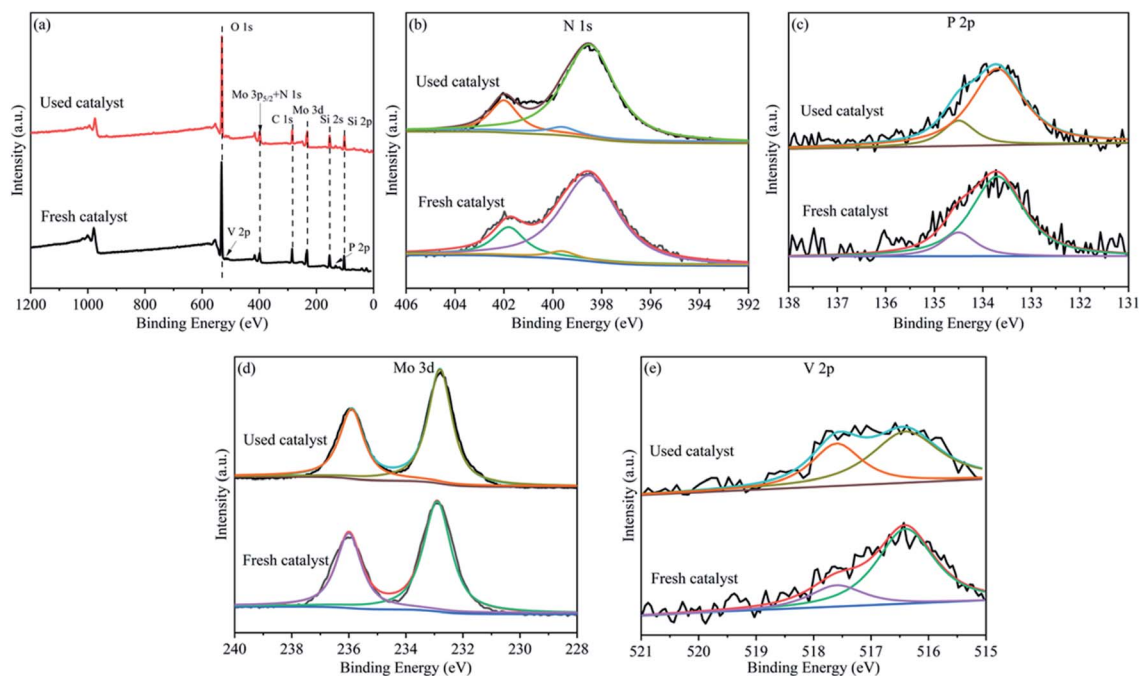 (a)
O 1s
Used catalyst
Mo 3p5/2+N 1s
C 1s
Mo 3d
Si 2s
Si 2p
Fresh catalyst
V 2p
P 2p
Intensity (a.u.)
1200 1000 800 600 400 200 0
Binding Energy (eV)
(b)
N 1s
Used catalyst
Fresh catalyst
Intensity (a.u.)
406 404 402 400 398 396 394 392
Binding Energy (eV)
(c)
P 2p
Used catalyst
Fresh catalyst
Intensity (a.u.)
138 137 136 135 134 133 132 131
Binding Energy (eV)
(d)
Mo 3d
Used catalyst
Fresh catalyst
Intensity (a.u.)
240 238 236 234 232 230 228
Binding Energy (eV)
(e)
V 2p
Used catalyst
Fresh catalyst
Intensity (a.u.)
521 520 519 518 517 516 515
Binding Energy (eV)